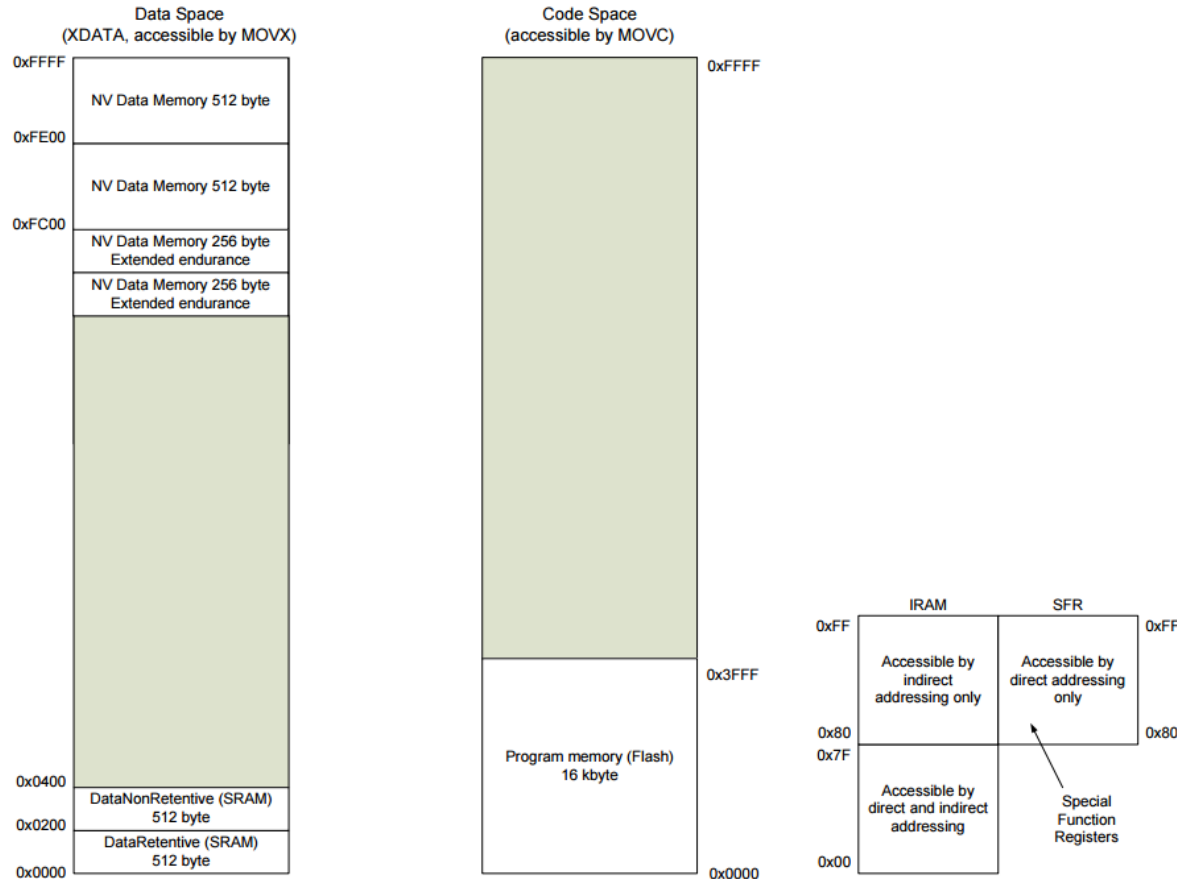 Data Space
(XDATA, accessible by MOVX)
0xFFFF
NV Data Memory 512 byte
0xFE00
NV Data Memory 512 byte
0xFC00
NV Data Memory 256 byte
Extended endurance
NV Data Memory 256 byte
Extended endurance
0x0400
DataNonRetentive (SRAM)
512 byte
0x0200
DataRetentive (SRAM)
512 byte
0x0000
Code Space
(accessible by MOVC)
0xFFFF
0x3FFF
Program memory (Flash)
16 kbyte
0x0000
IRAM
SFR
0xFF
0xFF
Accessible by
indirect
addressing only
Accessible by
direct addressing
only
0x80
0x80
0x7F
Accessible by
direct and indirect
addressing
Special
Function
Registers
0x00